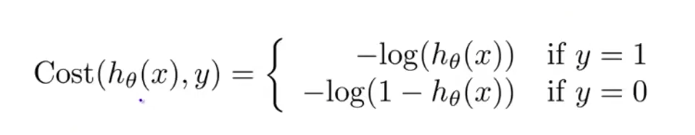 Cost(hθ(x), y) = { −log(hθ(x)) if y = 1
−log(1 − hθ(x)) if y = 0